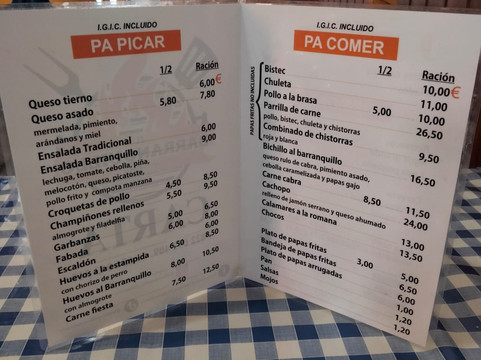 I.G.I.C. INCLUIDO
PA PICAR
1/2 Ración
Queso tierno 6,00€
Queso asado 5,80 7,80
mermelada, pimiento,
arándanos y miel
Ensalada Tradicional 6,00
Ensalada Barranquillo 9,00
lechuga, tomate, cebolla, piña,
melocotón, queso, picatoste,
pollo frito y compota manzana
Croquetas de pollo 4,50 8,50
Champiñones rellenos 5,50 9,50
almogrote y filadelfia
Garbanzas 5,00 6,50
Fabada 6,00 8,00
Escaldón
Huevos a la estampida 6,50 8,50
con chorizo de perro
Huevos al Barranquillo 8,00 10,50
con almogrote
Carne fiesta 7,50 12,50
I.G.I.C. INCLUIDO
PA COMER
PAPAS FRITAS NO INCLUIDAS
1/2 Ración
Bistec 10,00€
Chuleta 11,00
Pollo a la brasa 5,00 10,00
Parrilla de carne 26,50
pollo, bistec, chuleta y chistorras
Combinado de chistorras 9,50
roja y blanca
Bichillo al barranquillo 16,50
queso rulo de cabra, pimiento asado,
cebolla caramelizada y papas gajo
Carne cabra 8,50 11,50
Cachopo 24,00
relleno de jamón serrano y queso ahumado
Calamares a la romana 13,00
Chocos 13,50
Plato de papas fritas 3,00 5,00
Bandeja de papas fritas 6,50
Plato de papas arrugadas 6,00
Pan 1,00
Salsas 1,20
Mojos 1,20